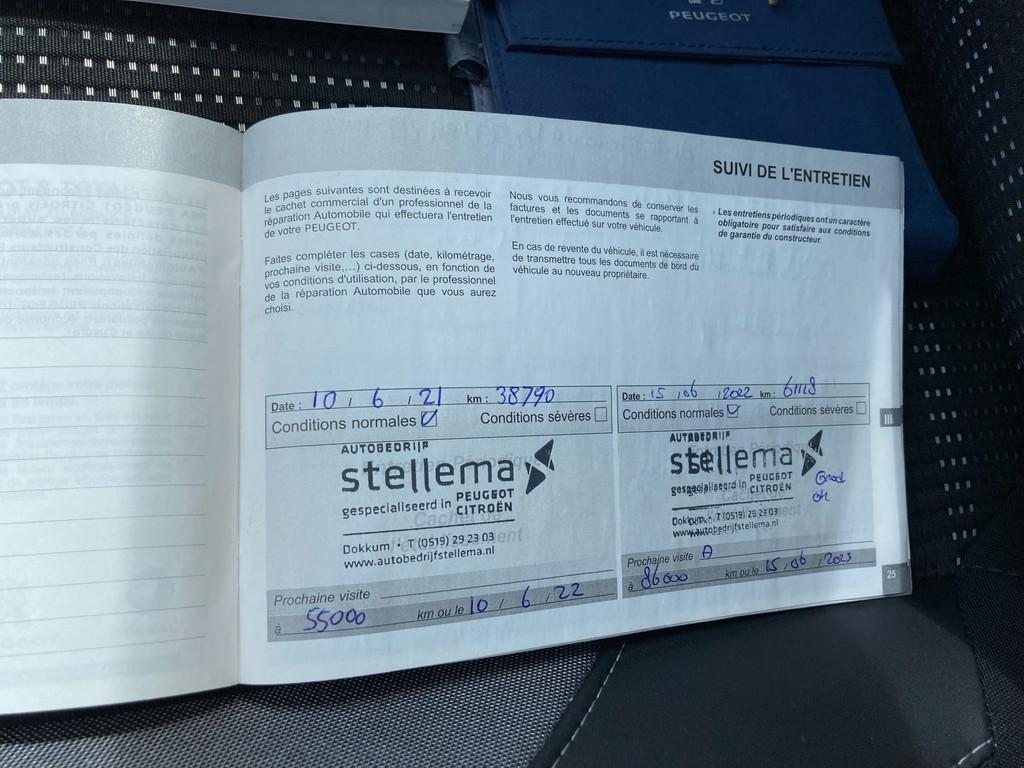 PEUGEOT
SUIVI DE L'ENTRETIEN
Les pages suivantes sont destinées à recevoir
le cachet commercial d'un professionnel de la
réparation Automobile qui effectuera l'entretien
de votre PEUGEOT.
Faites compléter les cases (date, kilométrage,
prochaine visite,...) ci-dessous, en fonction de
vos conditions d'utilisation, par le professionnel
de la réparation Automobile que vous aurez
choisi.
Nous vous recommandons de conserver les
factures et les documents se rapportant à
l'entretien effectué sur votre véhicule.
En cas de revente du véhicule, il est nécessaire
de transmettre tous les documents de bord du
véhicule au nouveau propriétaire.
- Les entretiens périodiques ont un caractère
obligatoire pour satisfaire aux conditions
de garantie du constructeur.
Date : 10 / 6 / 21 km : 38790
Conditions normales Conditions sévères
AUTOBEDRIJF
stellema
gespecialiseerd in PEUGEOT
CITROËN
Cachet de
Dokkum · T (0519) 29 23 03
www.autobedrijfstellema.nl
Prochaine visite
à 55000 km ou le 10 / 6 / 22
Date : 15 / 06 / 2022 km : 61118
Conditions normales Conditions sévères
AUTOBEDRIJF
stellema
gespecialiseerd in PEUGEOT
CITROËN
Dokkum · T (0519) 29 23 03
www.autobedrijfstellema.nl
Prochaine visite A
à 86000 km ou le 15 / 06 / 2023
III
25